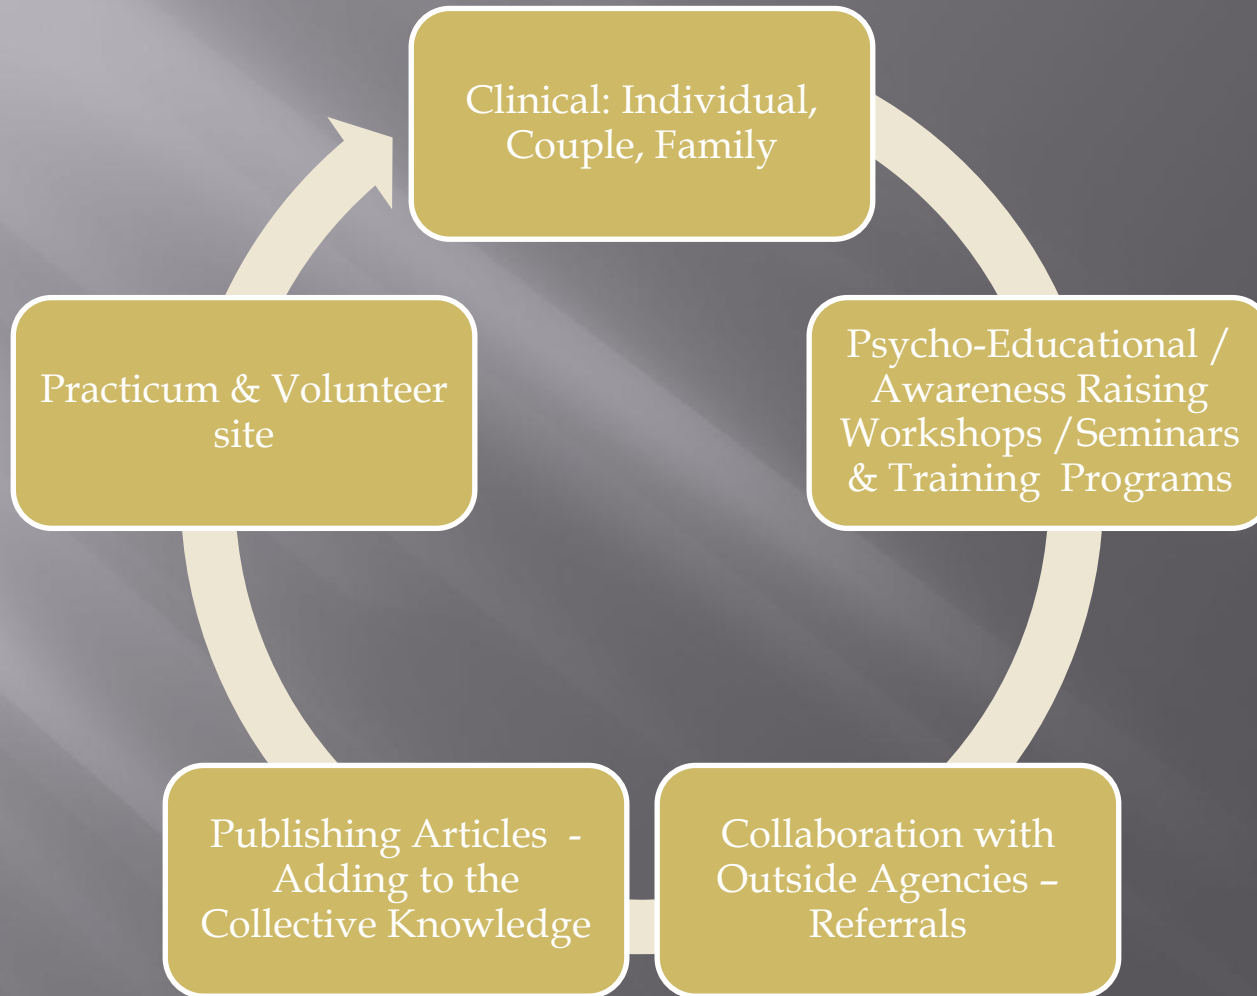 Clinical: Individual,
Couple, Family
Psycho-Educational /
Awareness Raising
Workshops /Seminars
& Training  Programs
Collaboration with
Outside Agencies –
Referrals
Publishing Articles  -
Adding to the
Collective Knowledge
Practicum & Volunteer
site